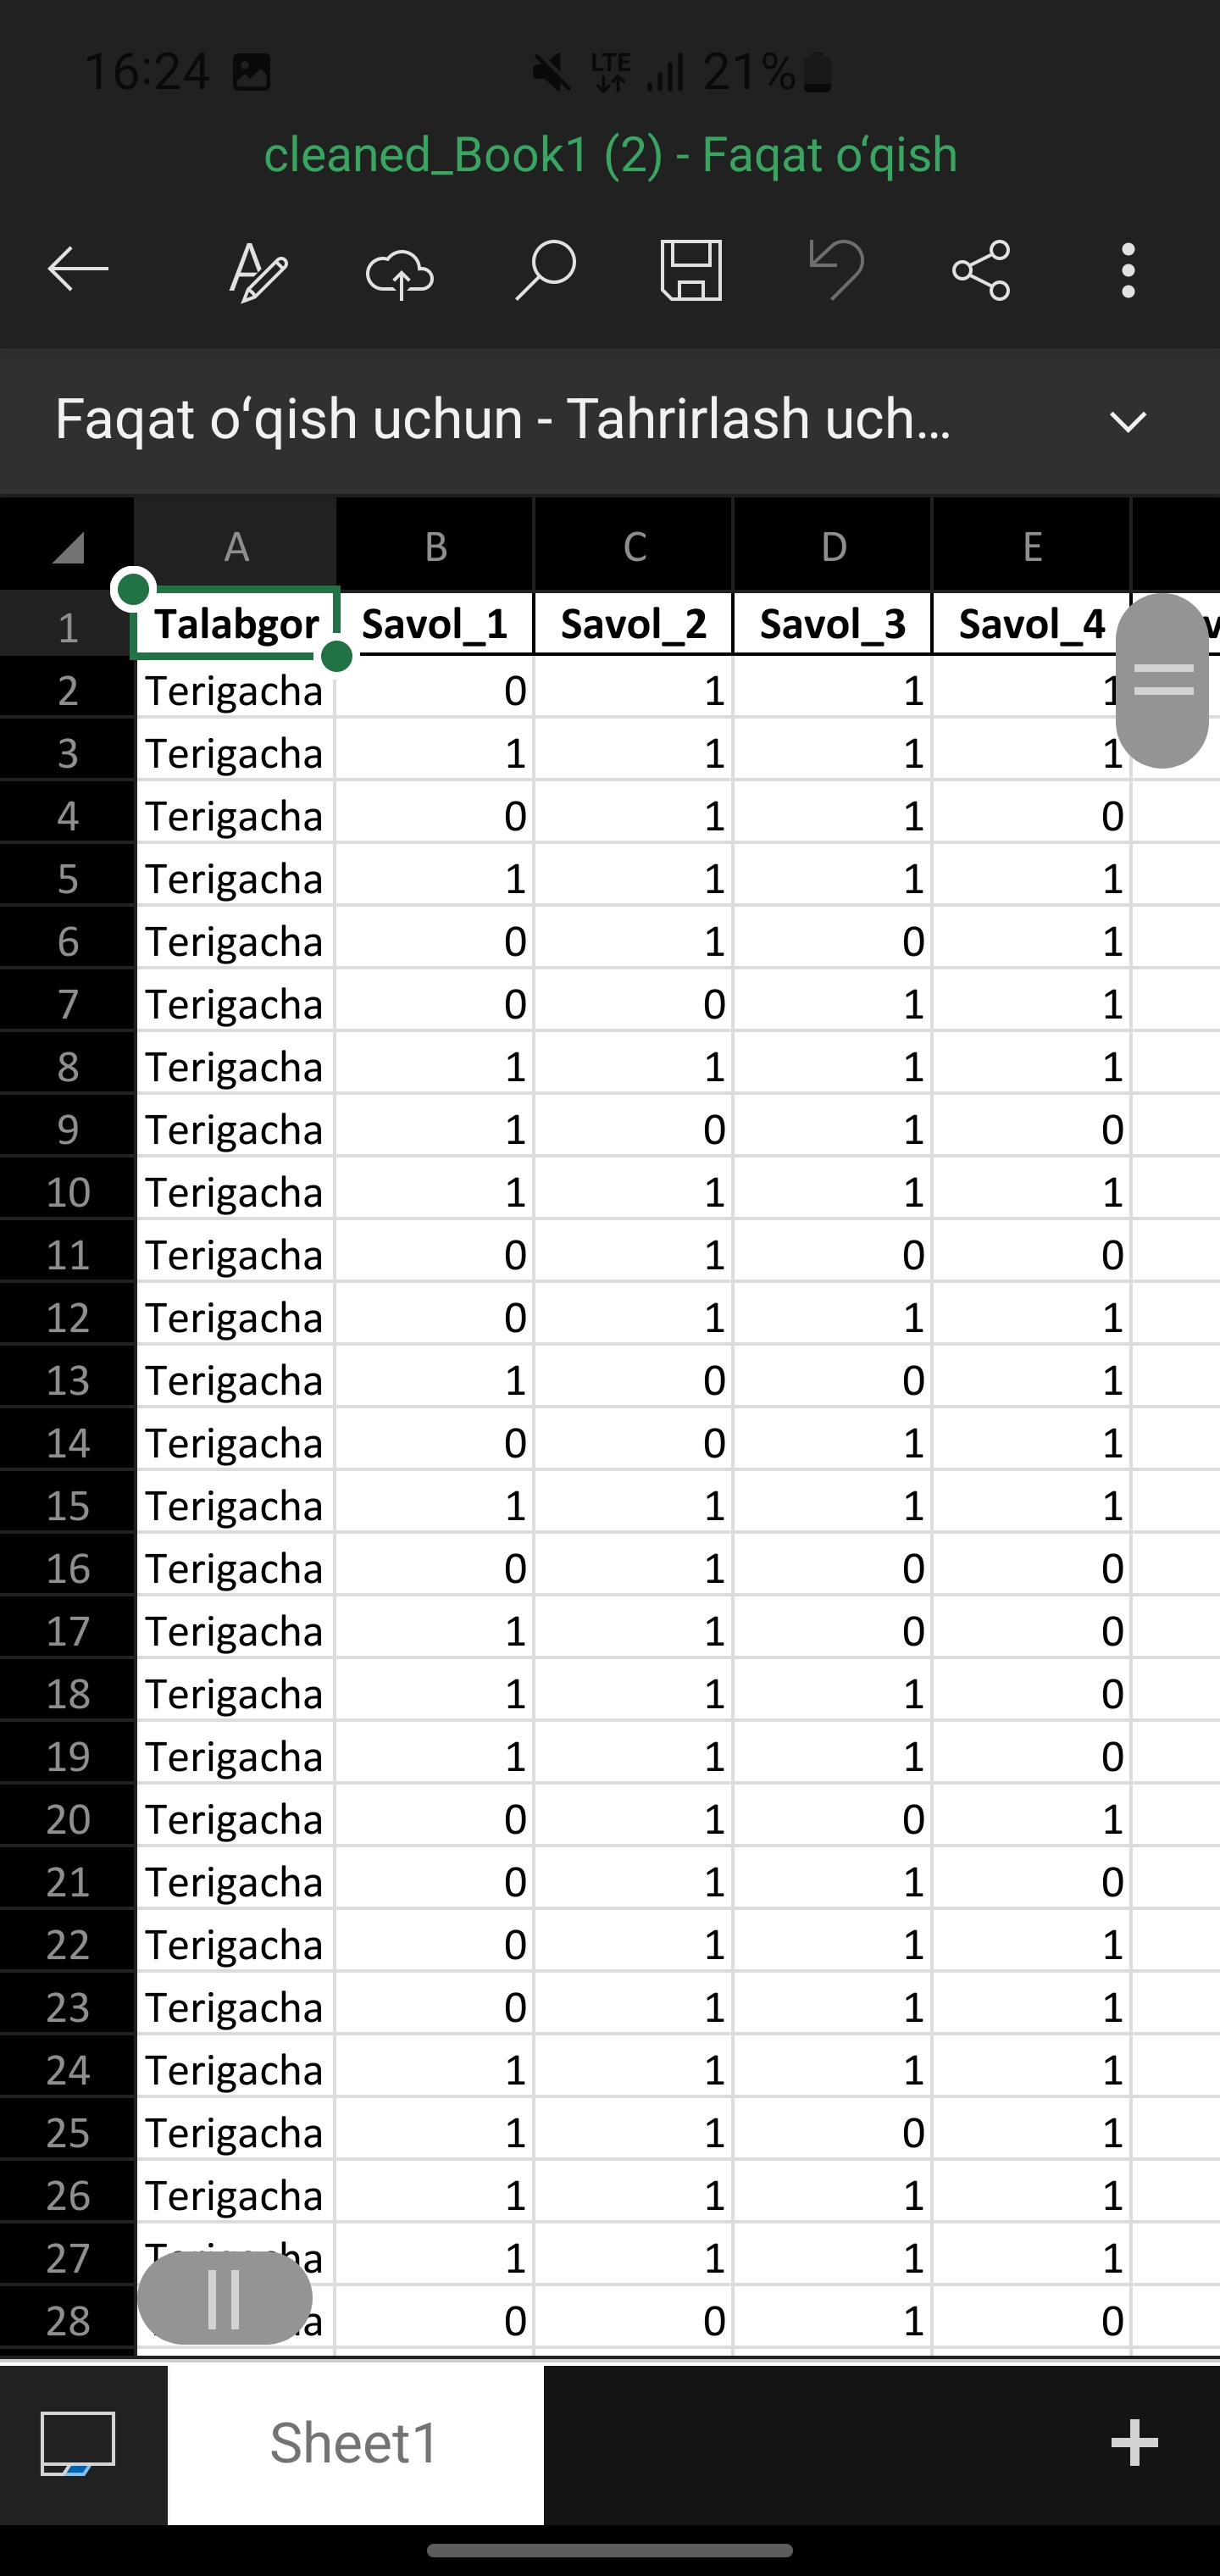 16:24 LTE 21%
cleaned_Book1 (2) - Faqat o‘qish
Faqat o‘qish uchun - Tahrirlash uch...
A B C D E
1 Talabgor Savol_1 Savol_2 Savol_3 Savol_4
2 Terigacha 0 1 1 1
3 Terigacha 1 1 1 1
4 Terigacha 0 1 1 0
5 Terigacha 1 1 1 1
6 Terigacha 0 1 0 1
7 Terigacha 0 0 1 1
8 Terigacha 1 1 1 1
9 Terigacha 1 0 1 0
10 Terigacha 1 1 1 1
11 Terigacha 0 1 0 0
12 Terigacha 0 1 1 1
13 Terigacha 1 0 0 1
14 Terigacha 0 0 1 1
15 Terigacha 1 1 1 1
16 Terigacha 0 1 0 0
17 Terigacha 1 1 0 0
18 Terigacha 1 1 1 0
19 Terigacha 1 1 1 0
20 Terigacha 0 1 0 1
21 Terigacha 0 1 1 0
22 Terigacha 0 1 1 1
23 Terigacha 0 1 1 1
24 Terigacha 1 1 1 1
25 Terigacha 1 1 0 1
26 Terigacha 1 1 1 1
27 1 1 1 1
28 0 0 1 0
Sheet1